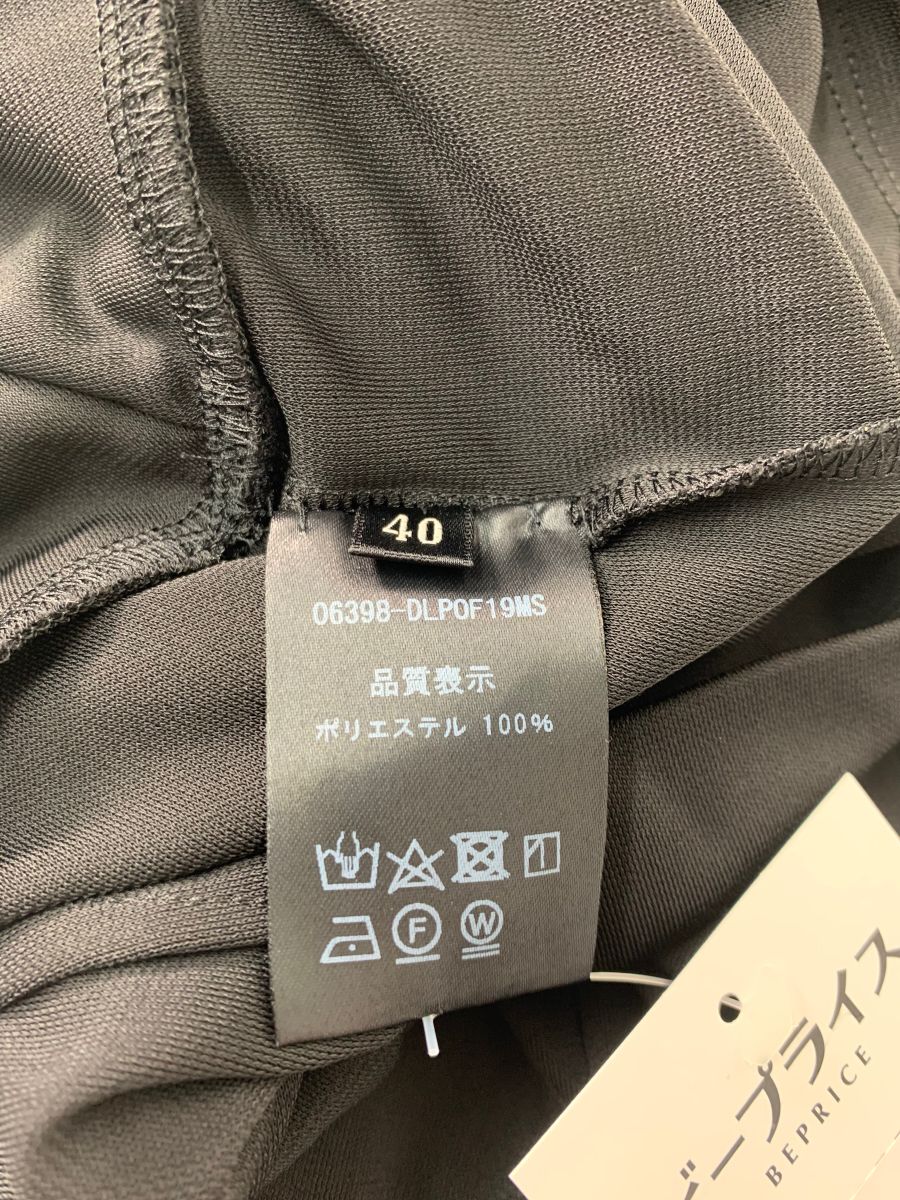 40
06398-DLPOF19MS
品質表示
ポリエステル 100%
F W
ビープライス
BEPRICE